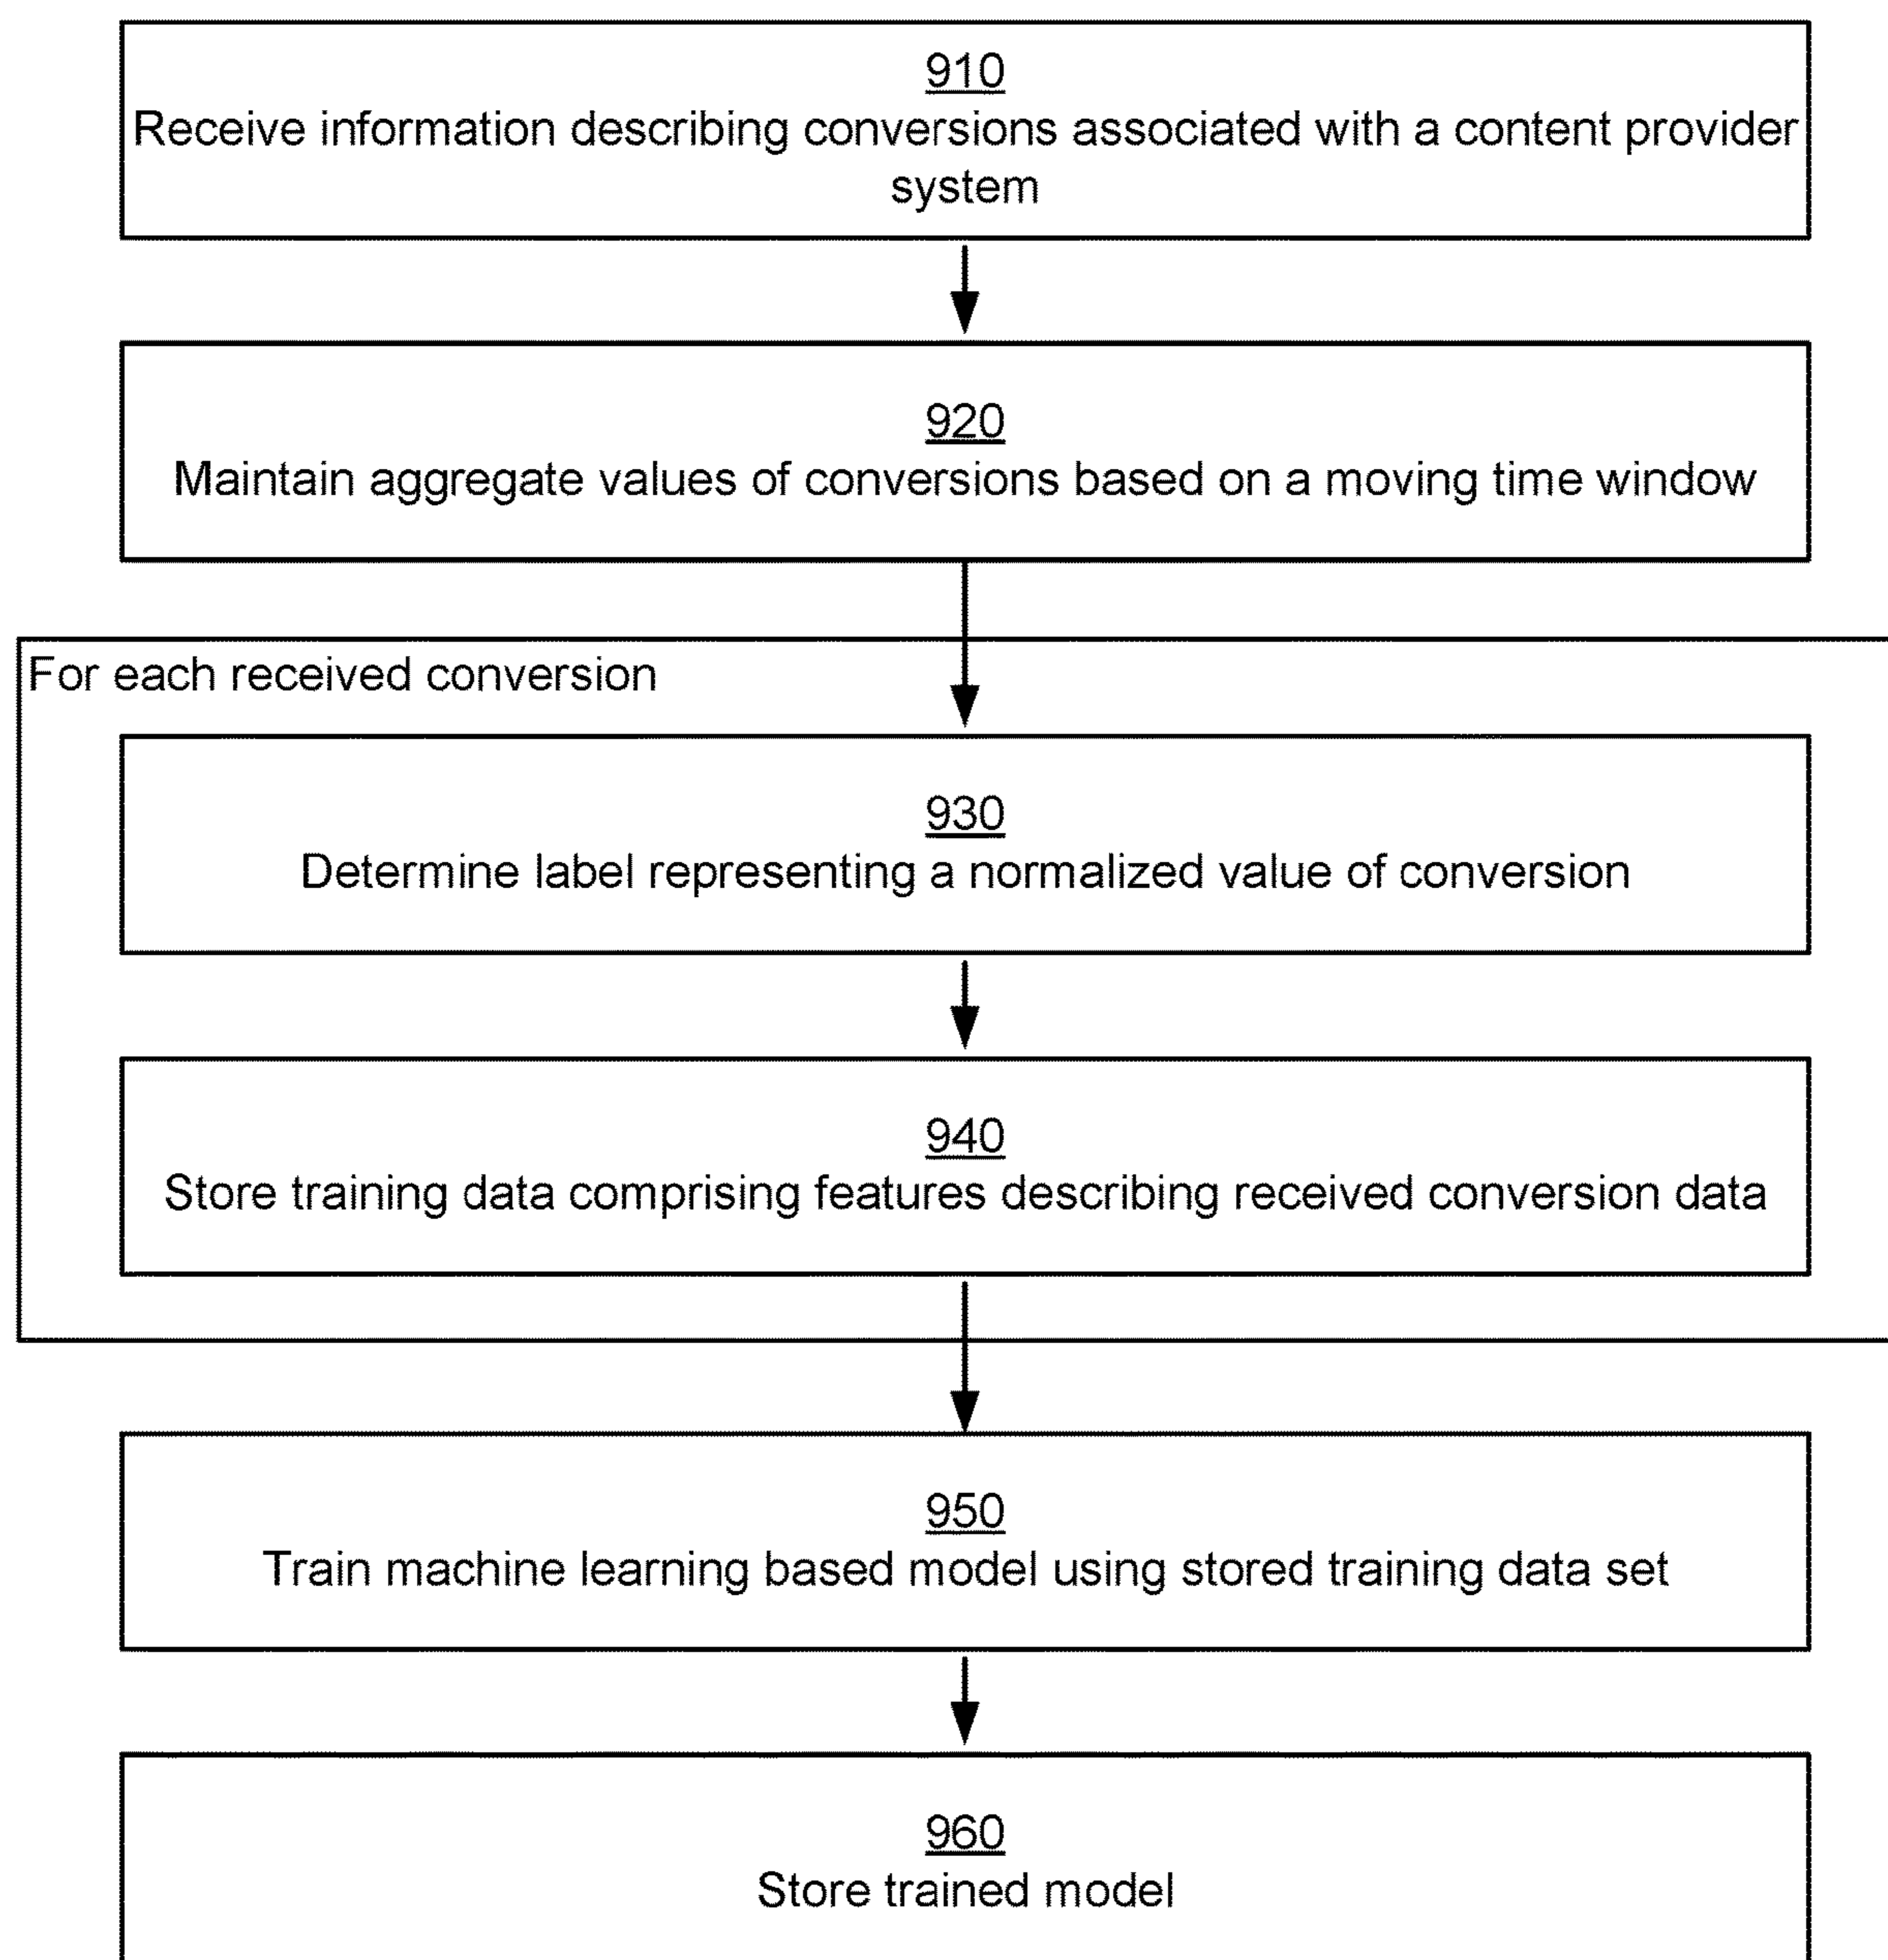 910
Receive information describing conversions associated with a content provider
system
920
Maintain aggregate values of conversions based on a moving time window
For each received conversion
930
Determine label representing a normalized value of conversion
940
Store training data comprising features describing received conversion data
950
Train machine learning based model using stored training data set
960
Store trained model